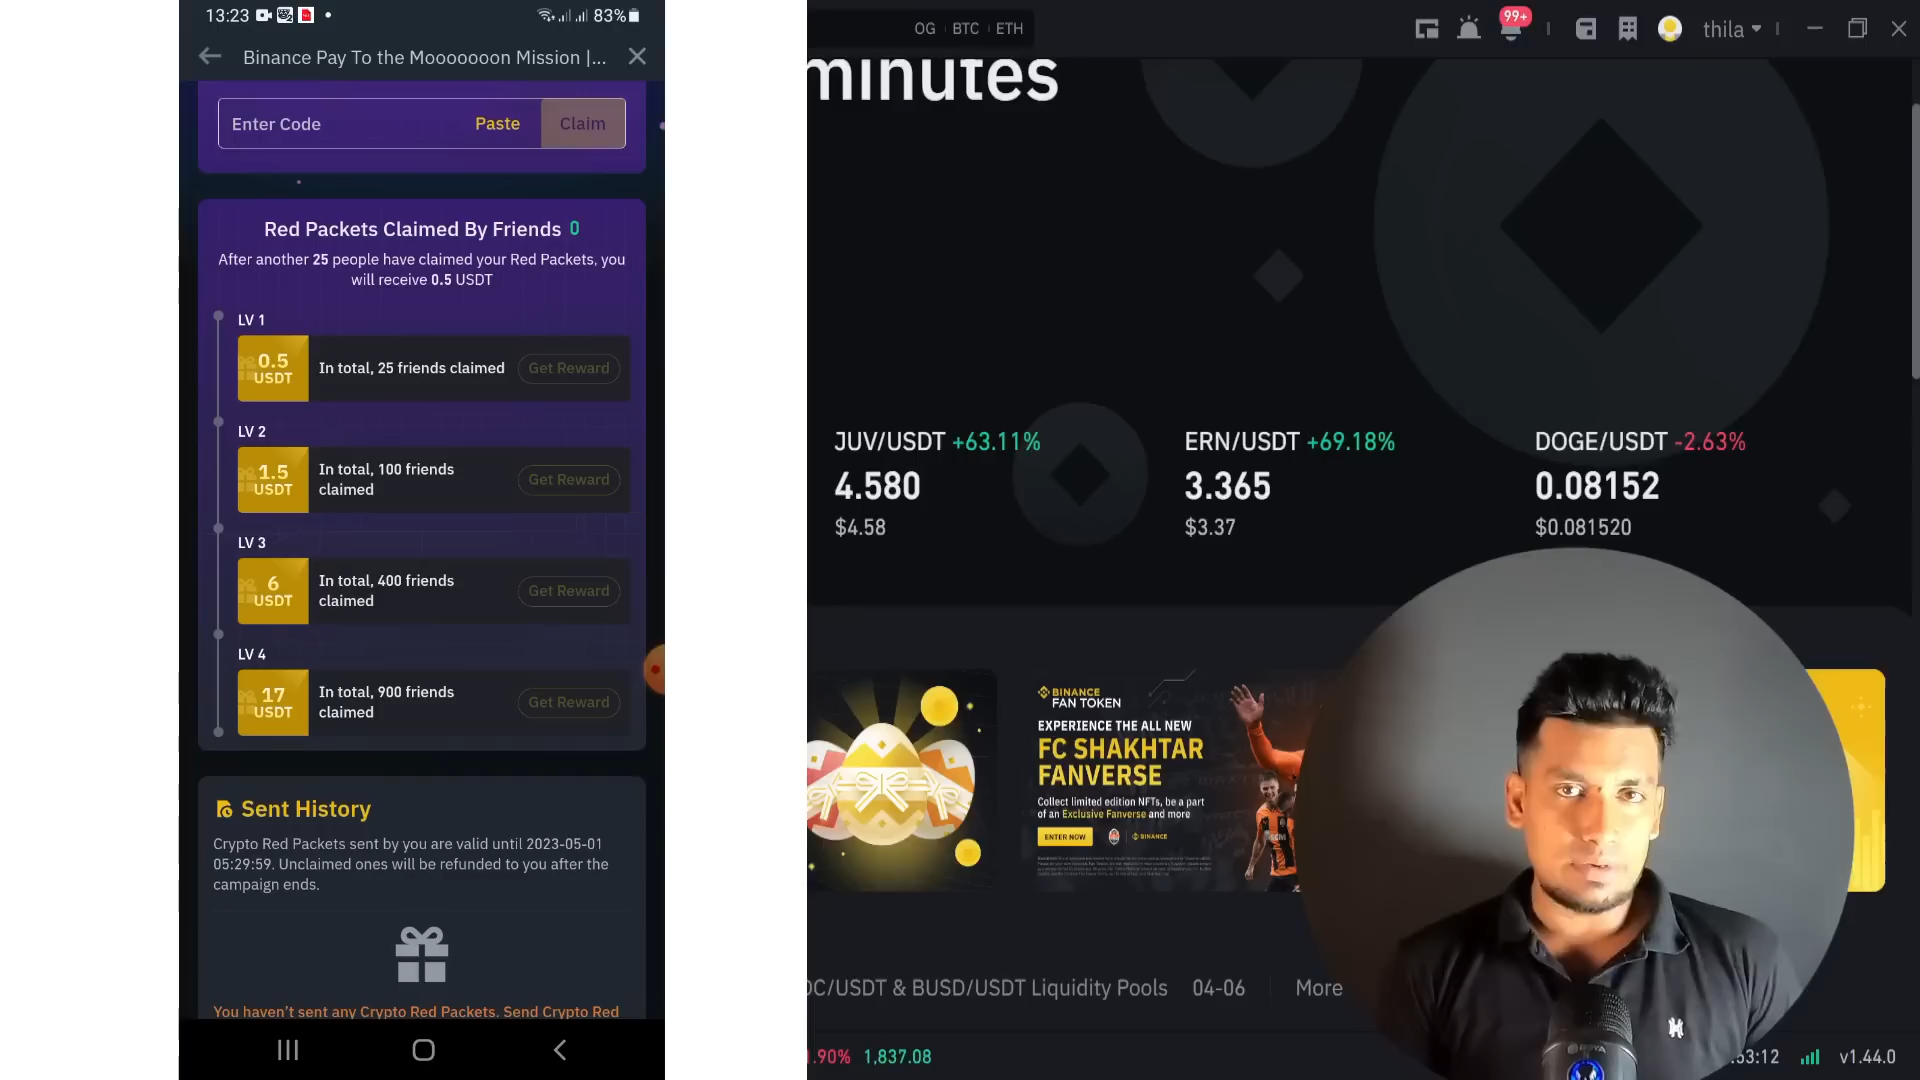 13:23
83%
Binance Pay To the Mooooooon Mission |...
Enter Code
Paste
Claim
Red Packets Claimed By Friends 0
After another 25 people have claimed your Red Packets, you
will receive 0.5 USDT
LV 1
0.5
USDT
In total, 25 friends claimed
Get Reward
LV 2
1.5
USDT
In total, 100 friends
claimed
Get Reward
LV 3
6
USDT
In total, 400 friends
claimed
Get Reward
LV 4
17
USDT
In total, 900 friends
claimed
Get Reward
Sent History
Crypto Red Packets sent by you are valid until 2023-05-01
05:29:59. Unclaimed ones will be refunded to you after the
campaign ends.
You haven't sent any Crypto Red Packets. Send Crypto Red
OG BTC ETH
99+
thila
minutes
JUV/USDT +63.11%
4.580
$4.58
ERN/USDT +69.18%
3.365
$3.37
DOGE/USDT -2.63%
0.08152
$0.081520
BINANCE
FAN TOKEN
EXPERIENCE THE ALL NEW
FC SHAKHTAR
FANVERSE
Collect limited edition NFTs, be a part
of an Exclusive Fanverse and more
ENTER NOW
BINANCE
DC/USDT & BUSD/USDT Liquidity Pools 04-06
More
.90% 1,837.08
:53:12
v1.44.0